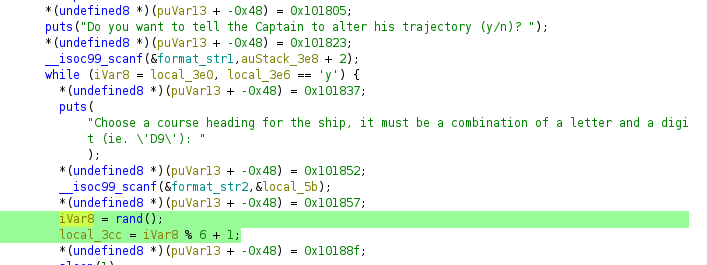 *(undefined8 *)(puVar13 + -0x48) = 0x101805;
puts("Do you want to tell the Captain to alter his trajectory (y/n)? ");
*(undefined8 *)(puVar13 + -0x48) = 0x101823;
__isoc99_scanf(&format_str1,auStack_3e8 + 2);
while (iVar8 = local_3e0, local_3e6 == 'y') {
*(undefined8 *)(puVar13 + -0x48) = 0x101837;
puts(
"Choose a course heading for the ship, it must be a combination of a letter and a digi
t (ie. \'D9\'): "
);
*(undefined8 *)(puVar13 + -0x48) = 0x101852;
__isoc99_scanf(&format_str2,&local_5b);
*(undefined8 *)(puVar13 + -0x48) = 0x101857;
iVar8 = rand();
local_3cc = iVar8 % 6 + 1;
*(undefined8 *)(puVar13 + -0x48) = 0x10188f;